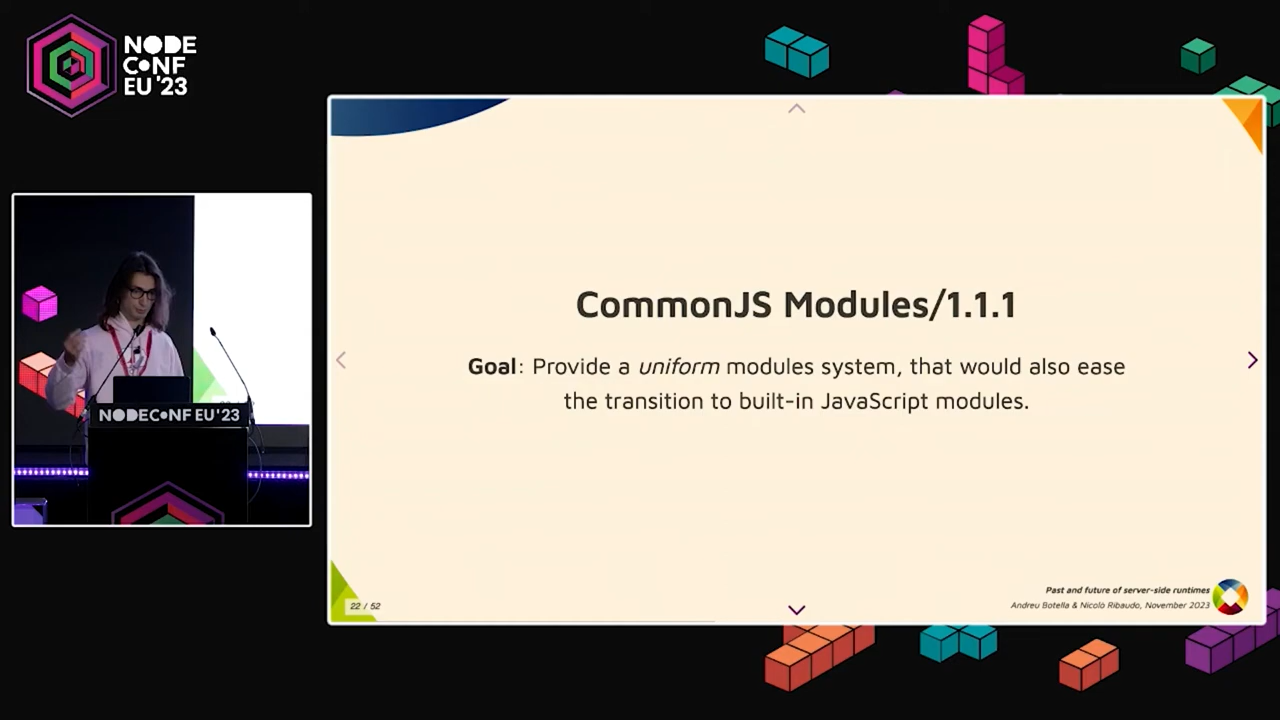 NODE
CONF
EU '23
CommonJS Modules/1.1.1
Goal: Provide a uniform modules system, that would also ease
the transition to built-in JavaScript modules.
NODECONF EU'23
22 / 52
Past and future of server-side runtimes
Andreu Botella & Nicolò Ribaudo, November 2023